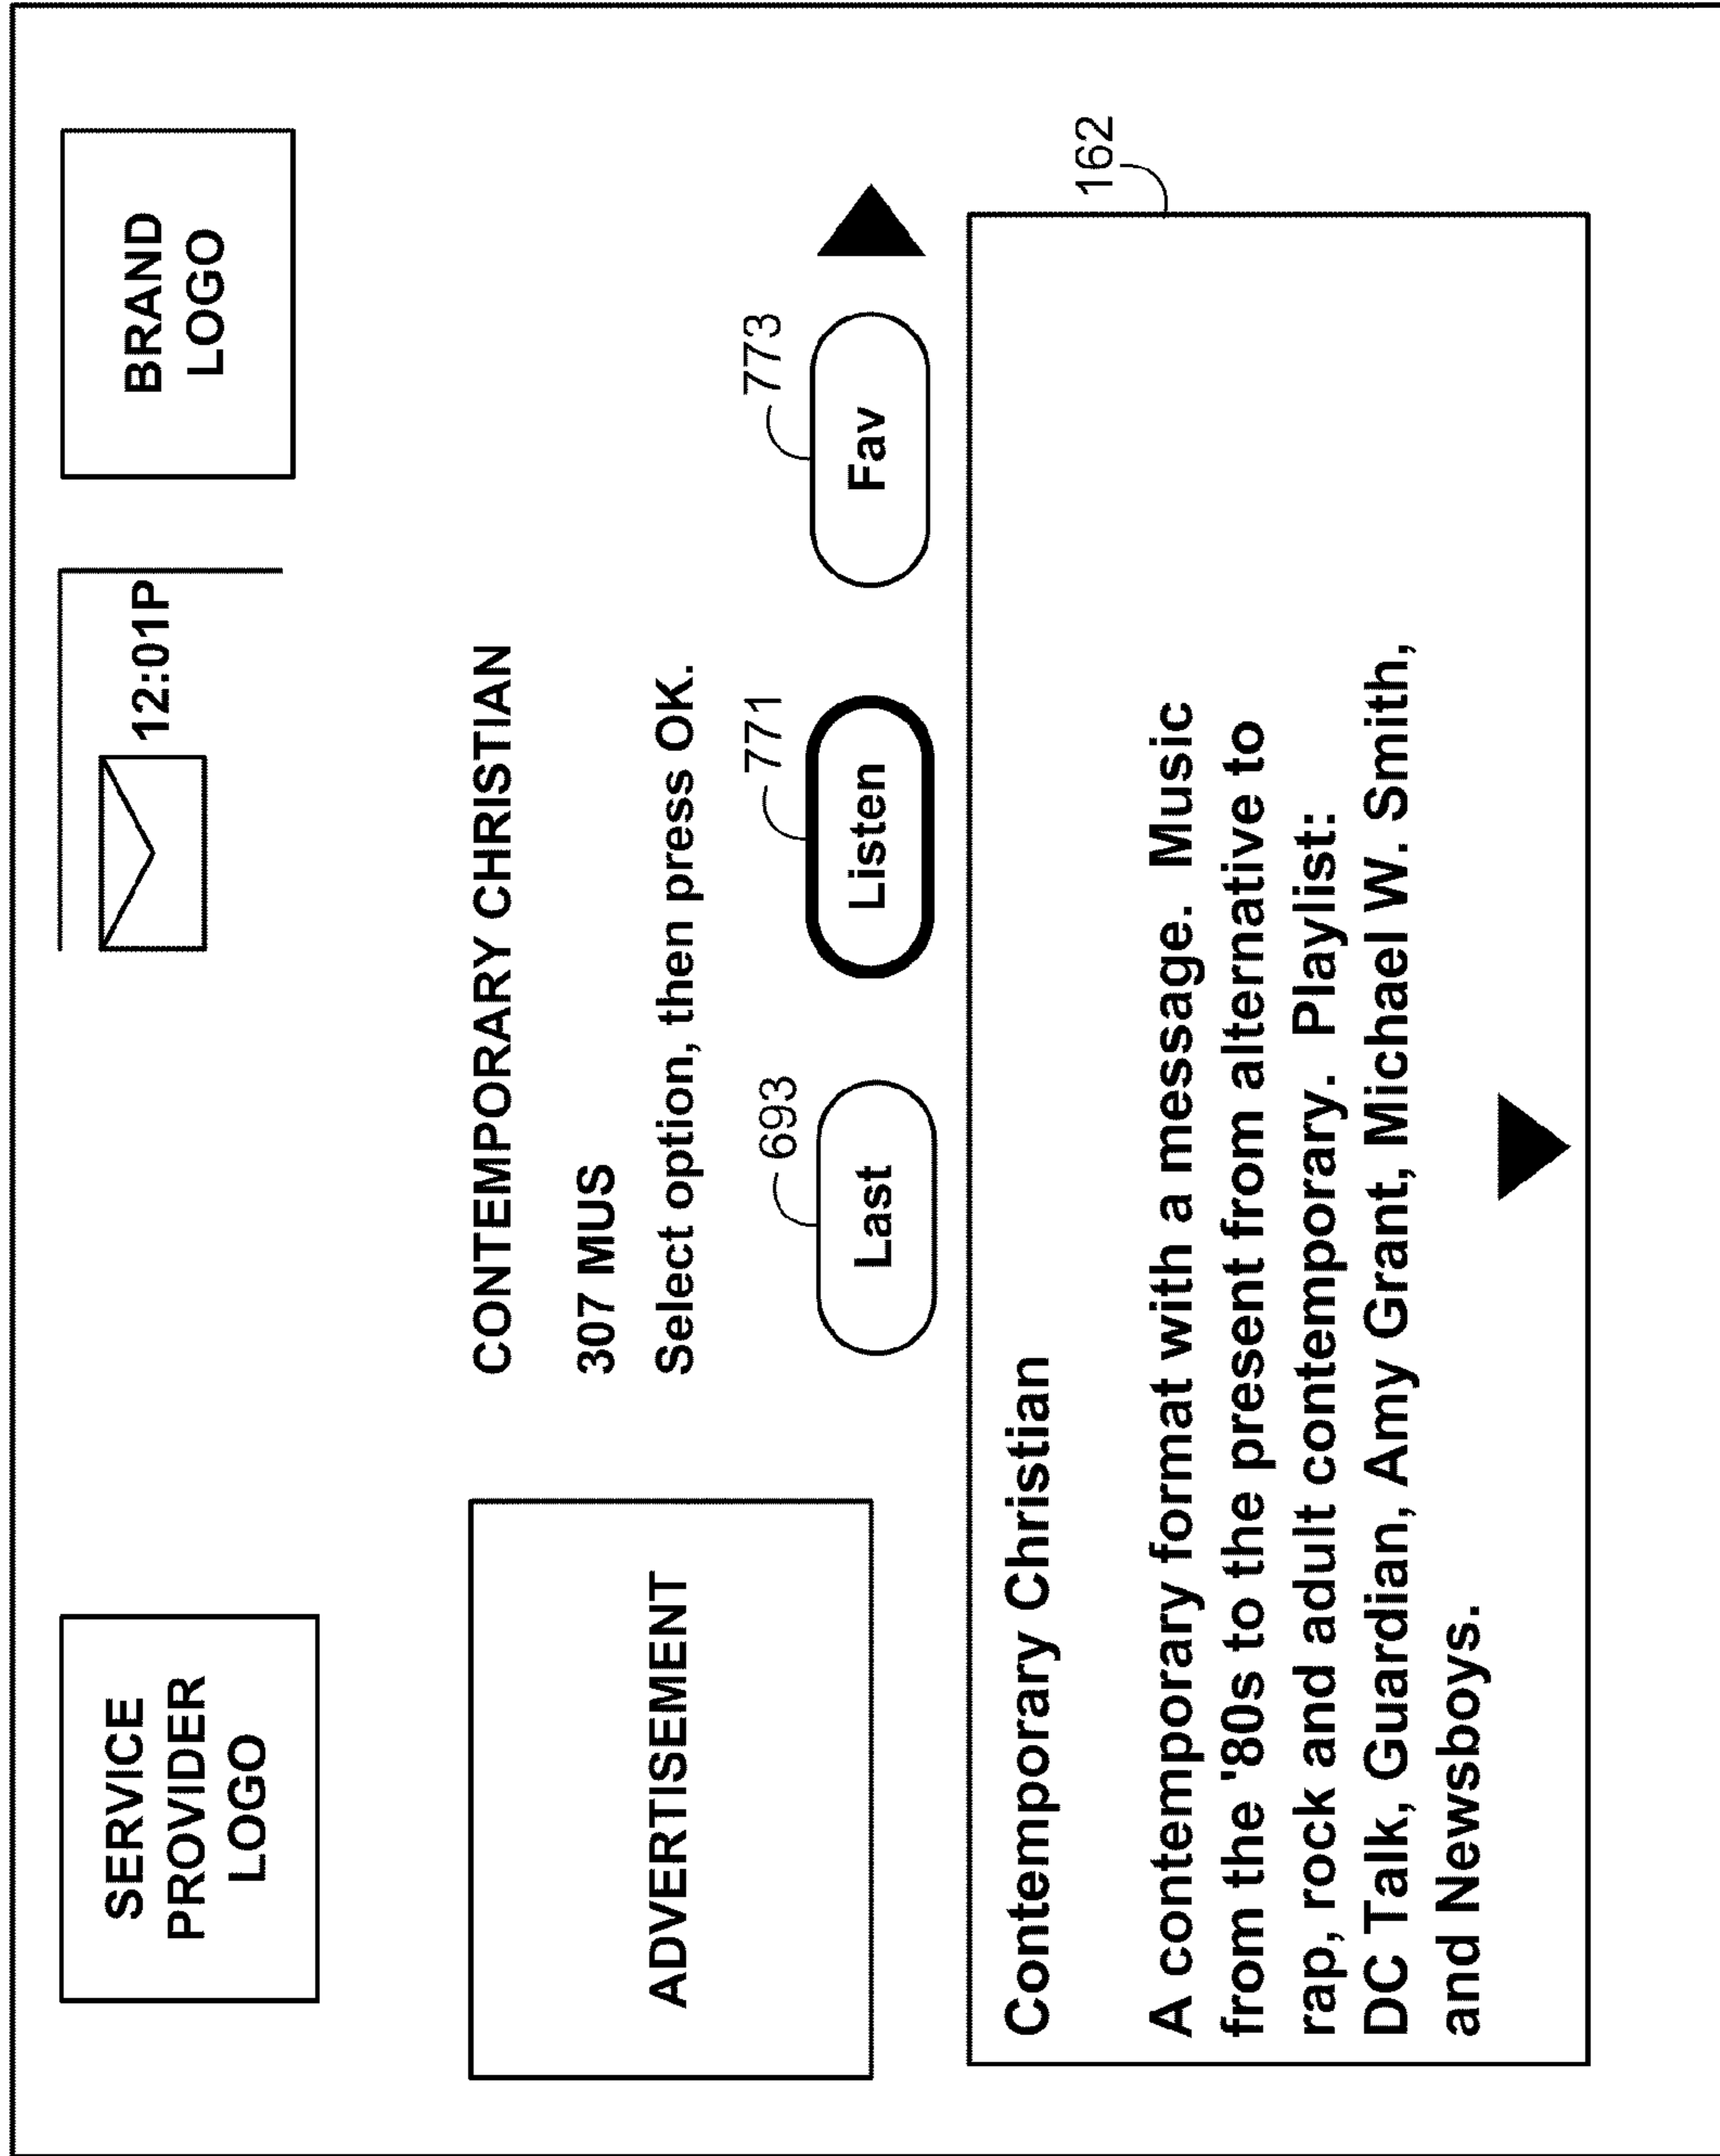 SERVICE
PROVIDER
LOGO
12:01P
BRAND
LOGO
ADVERTISEMENT
CONTEMPORARY CHRISTIAN
307 MUS
Select option, then press OK.
693
771
773
Last
Listen
Fav
162
Contemporary Christian
A contemporary format with a message. Music
from the '80s to the present from alternative to
rap, rock and adult contemporary. Playlist:
DC Talk, Guardian, Amy Grant, Michael W. Smith,
and Newsboys.